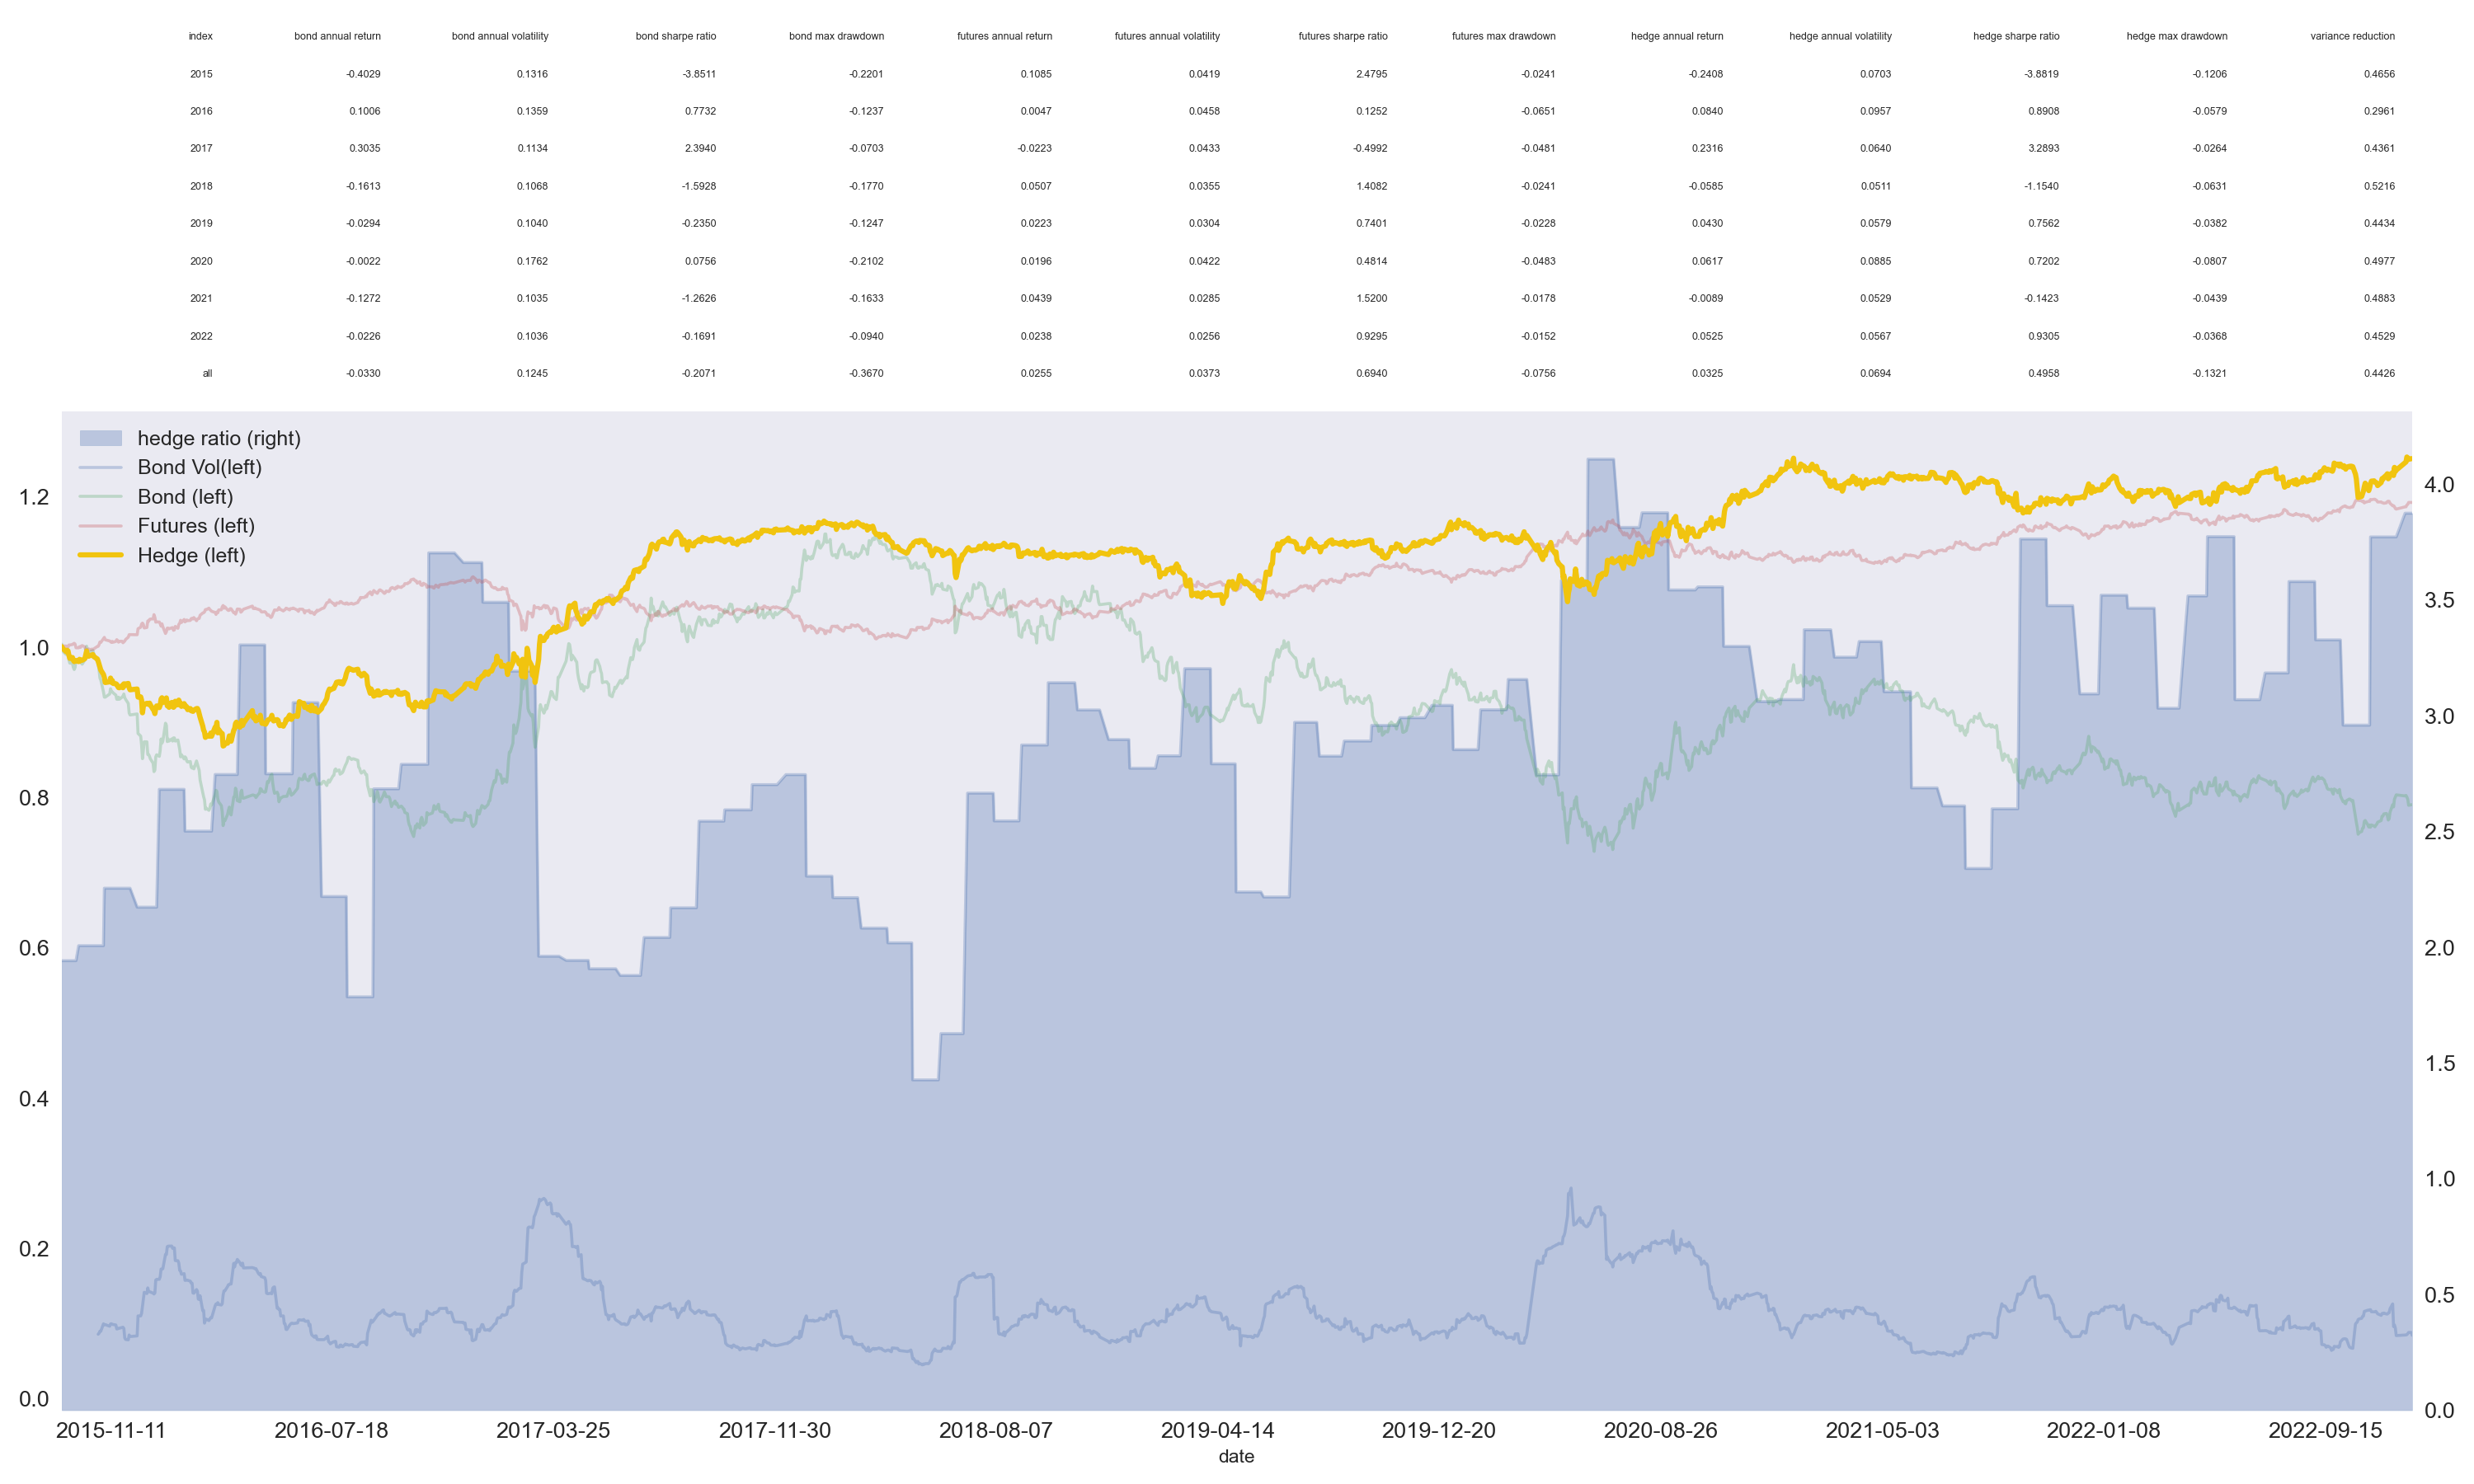 index bond annual return bond annual volatility bond sharpe ratio bond max drawdown futures annual return futures annual volatility futures sharpe ratio futures max drawdown hedge annual return hedge annual volatility hedge sharpe ratio hedge max drawdown variance reduction
2015 -0.4029 0.1316 -3.8511 -0.2201 0.1085 0.0419 2.4795 -0.0241 -0.2408 0.0703 -3.8819 -0.1206 0.4656
2016 0.1006 0.1359 0.7732 -0.1237 0.0047 0.0458 0.1252 -0.0651 0.0840 0.0957 0.8908 -0.0579 0.2961
2017 0.3035 0.1134 2.3940 -0.0703 -0.0223 0.0433 -0.4992 -0.0481 0.2316 0.0640 3.2893 -0.0264 0.4361
2018 -0.1613 0.1068 -1.5928 -0.1770 0.0507 0.0355 1.4082 -0.0241 -0.0585 0.0511 -1.1540 -0.0631 0.5216
2019 -0.0294 0.1040 -0.2350 -0.1247 0.0223 0.0304 0.7401 -0.0228 0.0430 0.0579 0.7562 -0.0382 0.4434
2020 -0.0022 0.1762 0.0756 -0.2102 0.0196 0.0422 0.4814 -0.0483 0.0617 0.0885 0.7202 -0.0807 0.4977
2021 -0.1272 0.1035 -1.2626 -0.1633 0.0439 0.0285 1.5200 -0.0178 -0.0089 0.0529 -0.1423 -0.0439 0.4883
2022 -0.0226 0.1036 -0.1691 -0.0940 0.0238 0.0256 0.9295 -0.0152 0.0525 0.0567 0.9305 -0.0368 0.4529
all -0.0330 0.1245 -0.2071 -0.3670 0.0255 0.0373 0.6940 -0.0756 0.0325 0.0694 0.4958 -0.1321 0.4426
hedge ratio (right)
Bond Vol(left)
Bond (left)
Futures (left)
Hedge (left)
1.2
1.0
0.8
0.6
0.4
0.2
0.0
4.0
3.5
3.0
2.5
2.0
1.5
1.0
0.5
0.0
2015-11-11 2016-07-18 2017-03-25 2017-11-30 2018-08-07 2019-04-14 2019-12-20 2020-08-26 2021-05-03 2022-01-08 2022-09-15
date